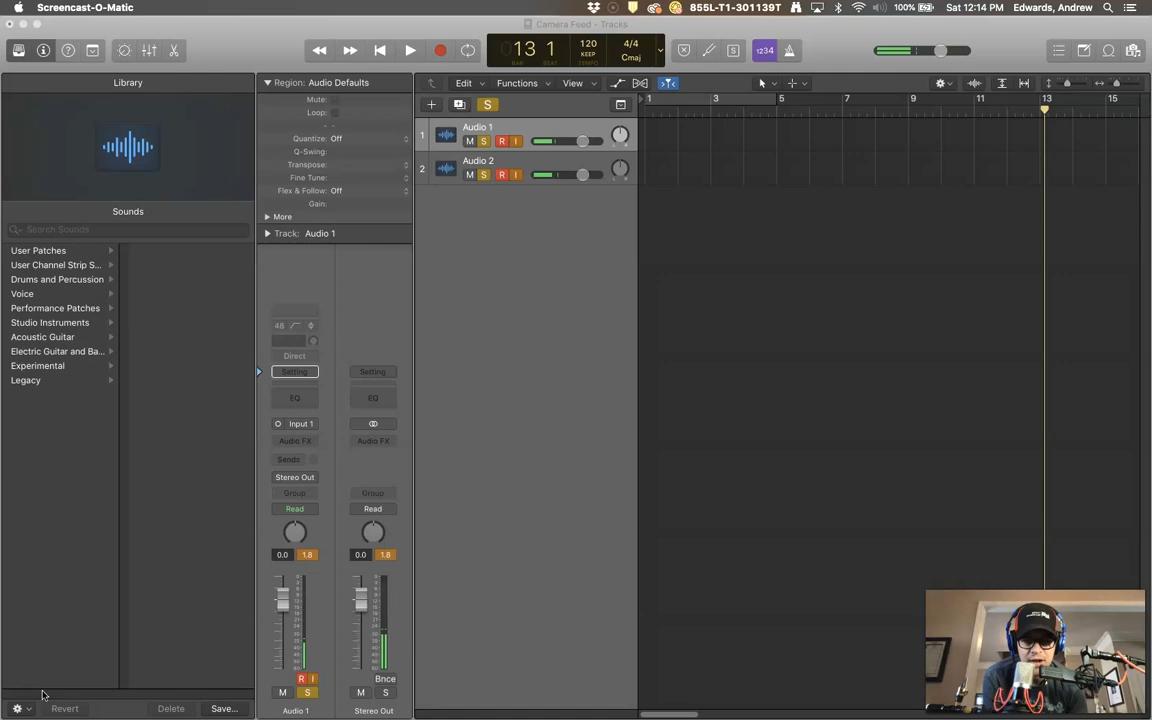 Screencast-O-Matic
855L-T1-301139T
100%
Sat 12:14 PM
Edwards, Andrew
Camera Feed - Tracks
13 1
BAR BEAT
120
KEEP
TEMPO
4/4
Cmaj
S
1234
Library
Region: Audio Defaults
Edit
Functions
View
Mute:
Loop:
Quantize: Off
Q-Swing:
Transpose:
Fine Tune:
Flex & Follow: Off
Gain:
More
Track: Audio 1
S
1 3 5 7 9 11 13 15
1
Audio 1
M S R I
L R
2
Audio 2
M S R I
L R
Sounds
Search Sounds
User Patches
User Channel Strip S...
Drums and Percussion
Voice
Performance Patches
Studio Instruments
Acoustic Guitar
Electric Guitar and Ba...
Experimental
Legacy
48
Direct
Setting Setting
EQ EQ
Input 1
Audio FX Audio FX
Sends
Stereo Out
Group Group
Read Read
0.0 1.8 0.0 1.8
R I Bnce
M S M S
Audio 1 Stereo Out
Revert
Delete
Save...